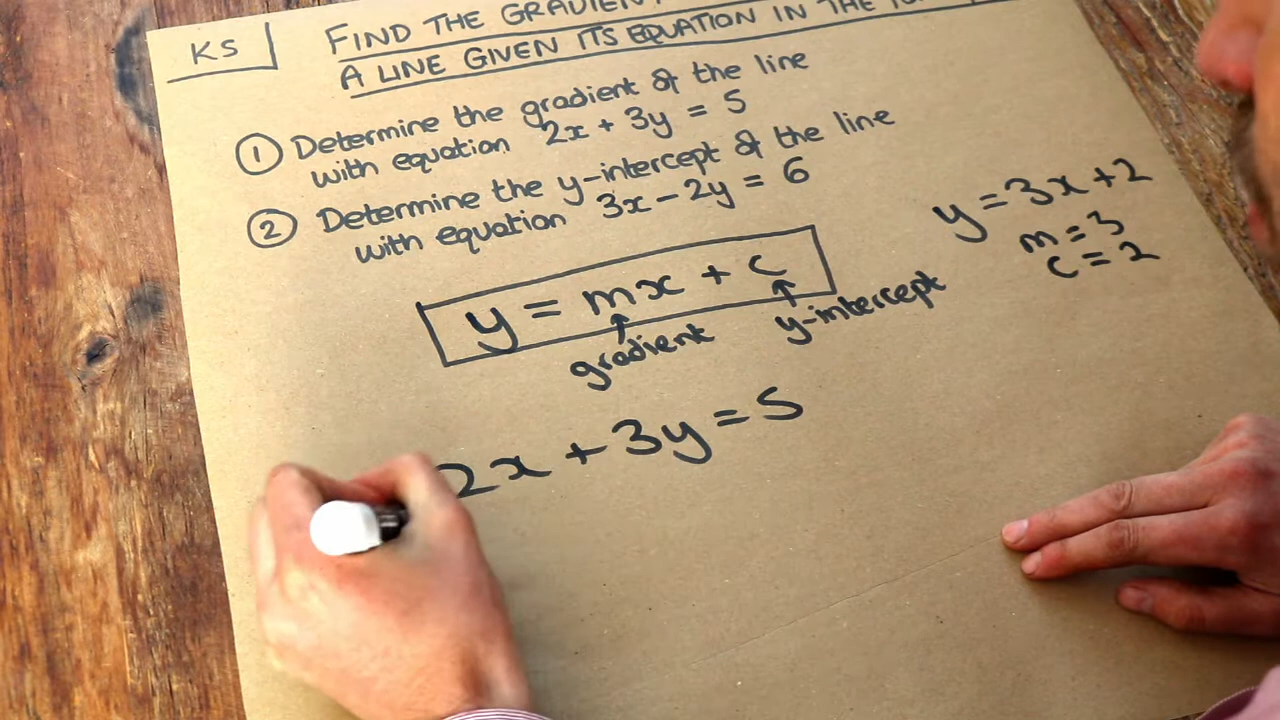 KS
FIND THE GRADIENT
A LINE GIVEN ITS EQUATION IN THE
① Determine the gradient of the line
with equation 2x + 3y = 5
② Determine the y-intercept of the line
with equation 3x - 2y = 6
y = 3x + 2
m = 3
c = 2
y = mx + c
gradient
y-intercept
2x + 3y = 5